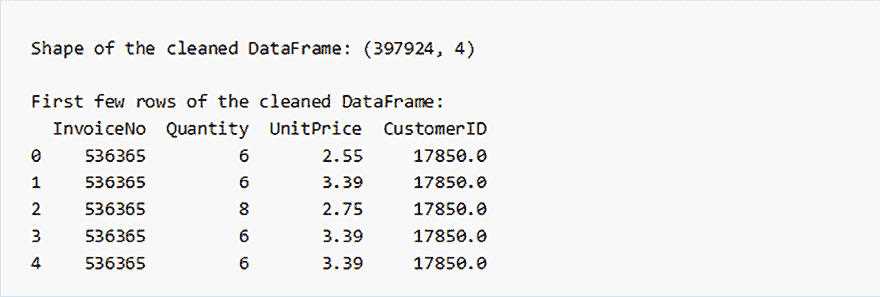 Shape of the cleaned DataFrame: (397924, 4)
First few rows of the cleaned DataFrame:
InvoiceNo Quantity UnitPrice CustomerID
0 536365 6 2.55 17850.0
1 536365 6 3.39 17850.0
2 536365 8 2.75 17850.0
3 536365 6 3.39 17850.0
4 536365 6 3.39 17850.0